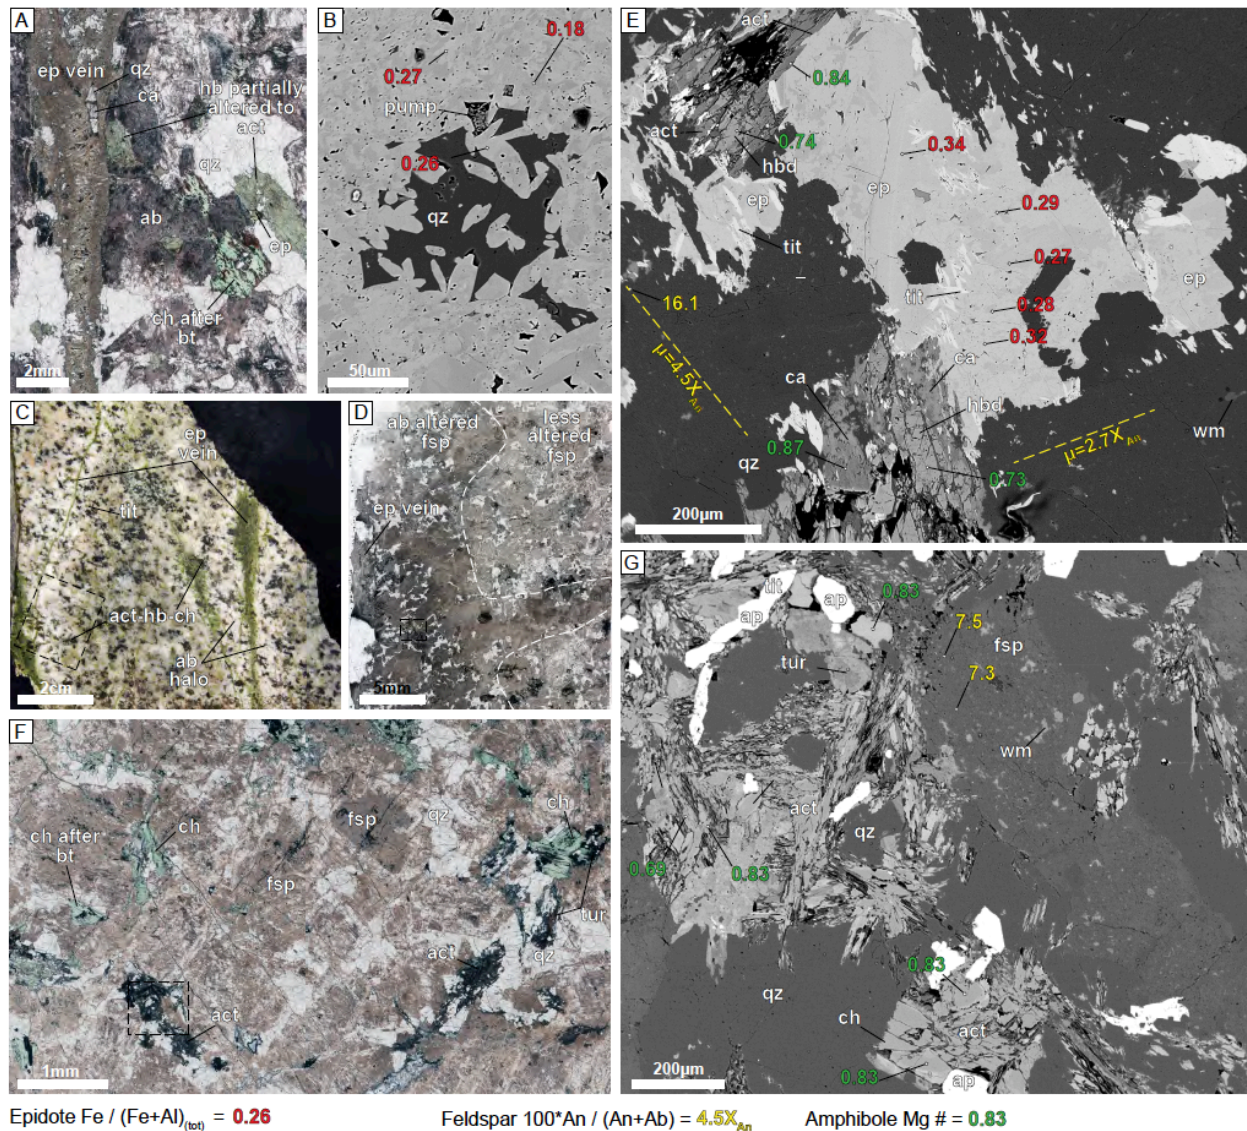 A
ep vein
qz
ca
hb partially
altered to
act
qz
ab
ep
ch after
bt
2mm
B
0.18
0.27
pump
0.26
qz
50um
C
ep
vein
tit
act-hb-ch
ab
halo
2cm
D
ab altered
fsp
less
altered
fsp
ep vein
5mm
E
act
0.84
act
0.74
hbd
0.34
ep
ep
0.29
tit
0.27
ep
16.1
tit
0.28
0.32
μ=4.5X An
ca
ca
hbd
wm
0.87
qz
0.73
μ=2.7X An
200μm
F
ch
ch
fsp
qz
ch after
bt
fsp
tur
act
qz
act
1mm
G
tit
ap
0.83
ap
7.5
fsp
tur
7.3
wm
act
qz
0.69
0.83
0.83
qz
ch
act
0.83
ap
200μm
Epidote Fe / (Fe+Al)(tot) = 0.26
Feldspar 100*An / (An+Ab) = 4.5X An
Amphibole Mg # = 0.83